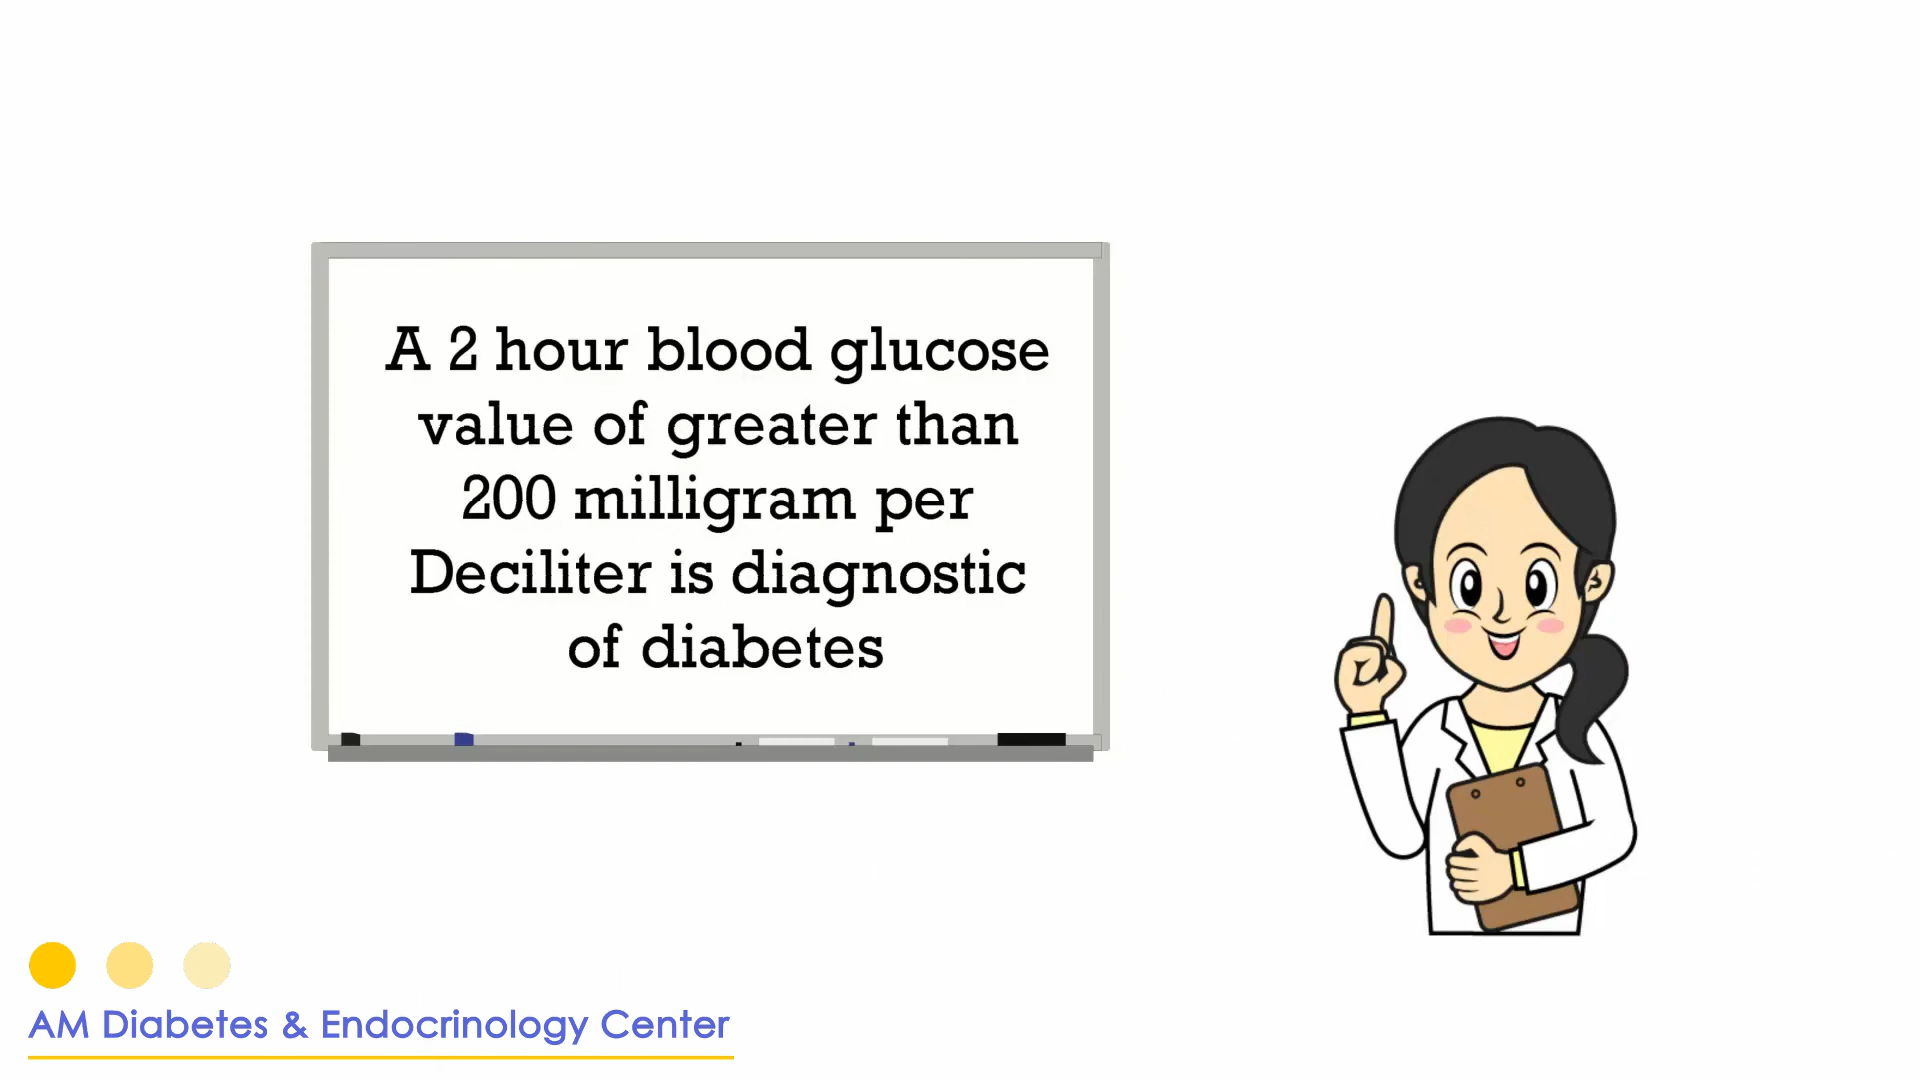 A 2 hour blood glucose
value of greater than
200 milligram per
Deciliter is diagnostic
of diabetes
AM Diabetes & Endocrinology Center